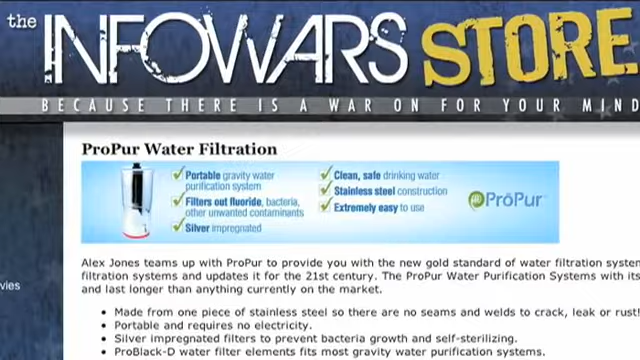 the INFOWARS STORE
BECAUSE THERE IS A WAR ON FOR YOUR MIND
ProPur Water Filtration
Portable gravity water
purification system
Filters out fluoride, bacteria,
other unwanted contaminants
Silver impregnated
Clean, safe drinking water
Stainless steel construction
Extremely easy to use
ProPur
Alex Jones teams up with ProPur to provide you with the new gold standard of water filtration
filtration systems and updates it for the 21st century. The ProPur Water Purification Systems with its
and last longer than anything currently on the market.
vies
• Made from one piece of stainless steel so there are no seams and welds to crack, leak or rust!
• Portable and requires no electricity.
• Silver impregnated filters to prevent bacteria growth and self-sterilizing.
• ProBlack-D water filter elements fits most gravity water purification systems.